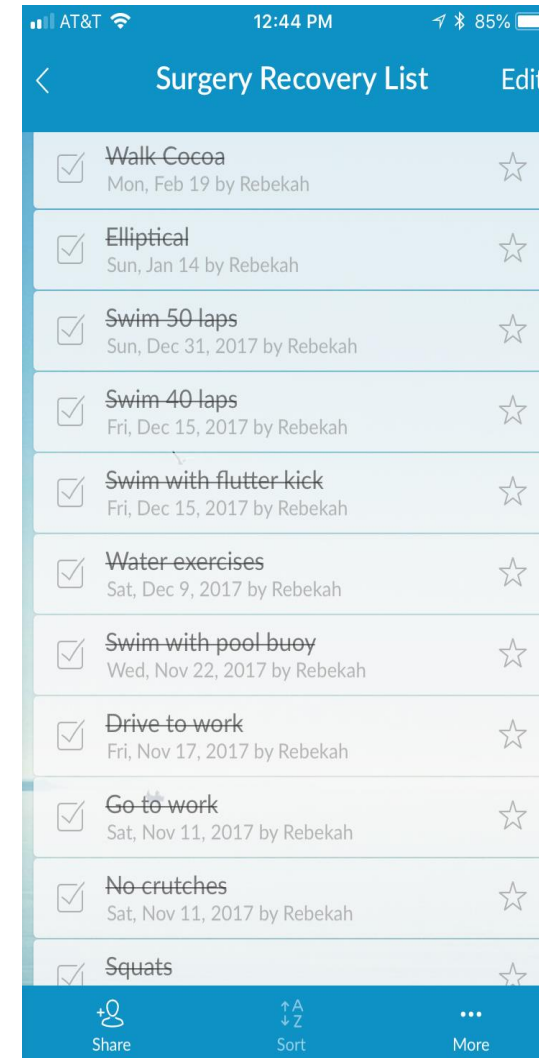 AT&T 12:44 PM 85%
Surgery Recovery List Edit
Walk Cocoa
Mon, Feb 19 by Rebekah
Elliptical
Sun, Jan 14 by Rebekah
Swim 50 laps
Sun, Dec 31, 2017 by Rebekah
Swim 40 laps
Fri, Dec 15, 2017 by Rebekah
Swim with flutter kick
Fri, Dec 15, 2017 by Rebekah
Water exercises
Sat, Dec 9, 2017 by Rebekah
Swim with pool buoy
Wed, Nov 22, 2017 by Rebekah
Drive to work
Fri, Nov 17, 2017 by Rebekah
Go to work
Sat, Nov 11, 2017 by Rebekah
No crutches
Sat, Nov 11, 2017 by Rebekah
Squats
A
Z
Share Sort More